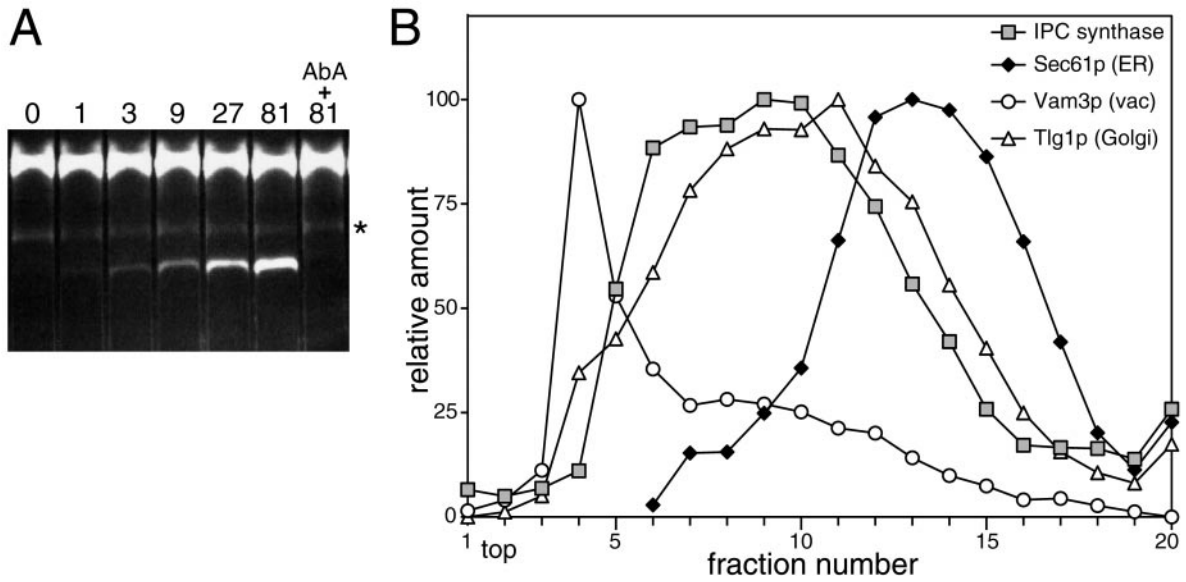 A
AbA
+
0 1 3 9 27 81 81
*
B
IPC synthase
Sec61p (ER)
Vam3p (vac)
Tlg1p (Golgi)
100
75
50
25
0
relative amount
1 5 10 15 20
top
fraction number